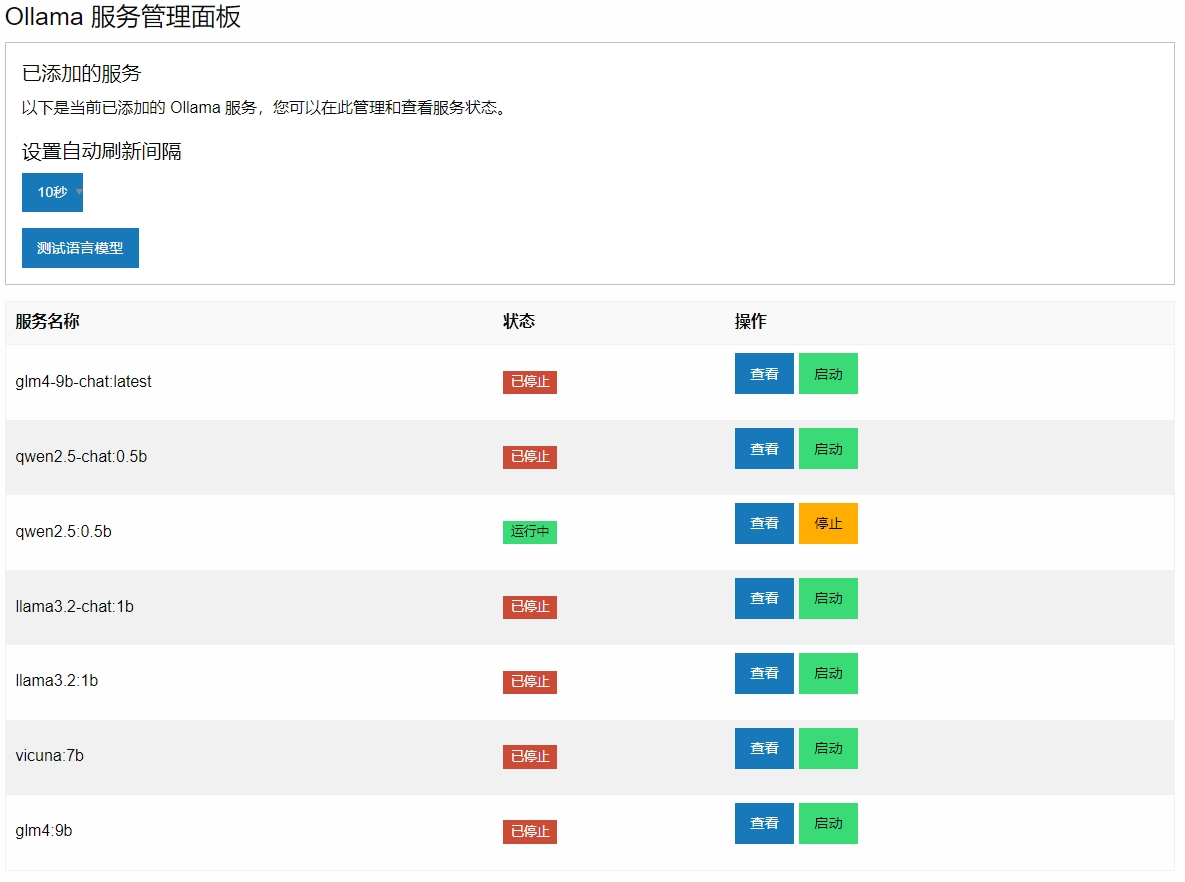 Ollama 服务管理面板
已添加的服务
以下是当前已添加的 Ollama 服务，您可以在此管理和查看服务状态。
设置自动刷新间隔
10秒
测试语言模型
服务名称 状态 操作
glm4-9b-chat:latest 已停止 查看 启动
qwen2.5-chat:0.5b 已停止 查看 启动
qwen2.5:0.5b 运行中 查看 停止
llama3.2-chat:1b 已停止 查看 启动
llama3.2:1b 已停止 查看 启动
vicuna:7b 已停止 查看 启动
glm4:9b 已停止 查看 启动